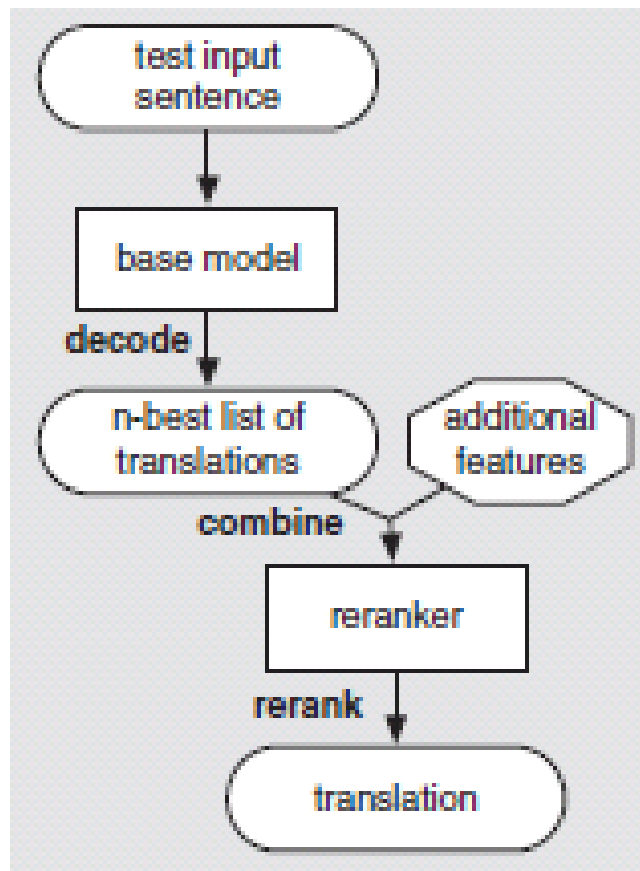 test input
sentence
base model
decode
n-best list of
translations
additional
features
combine
reranker
rerank
translation